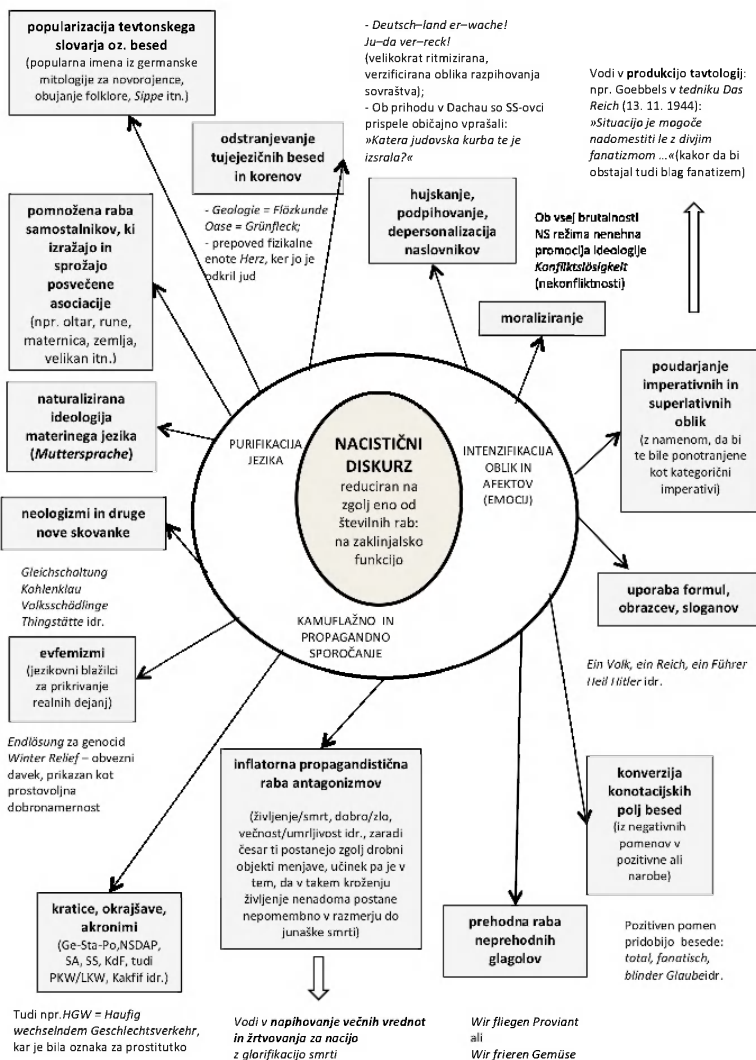 popularizacija tevtonskega
slovarja oz. besed
(popularna imena iz germanske
mitologije za novorojence,
obujanje folklore, Sippe itn.)
- Deutsch–land er–wache!
Ju–da ver–reck!
(velikokrat ritmizirana,
verzificirana oblika razpihovanja
sovraštva);
- Ob prihodu v Dachau so SS-ovci
prispele običajno vprašali:
»Katera judovska kurba te je
izsrala?«
Vodi v produkcijo tavtologij:
npr. Goebbels v tedniku Das
Reich (13. 11. 1944):
»Situacijo je mogoče
nadomestiti le z divjim
fanatizmom ...«(kakor da bi
obstajal tudi blag fanatizem)
odstranjevanje
tujejezičnih besed
in korenov
- Geologie = Flözkunde
Oase = Grünfleck;
- prepoved fizikalne
enote Herz, ker jo je
odkril jud
hujskanje,
podpihovanje,
depersonalizacija
naslovnikov
Ob vsej brutalnosti
NS režima nenehna
promocija ideologije
Konfliktslösigkeit
(nekonfliktnosti)
pomnožena raba
samostalnikov, ki
izražajo in
sprožajo
posvečene
asociacije
(npr. oltar, rune,
maternica, zemlja,
velikan itn.)
moraliziranje
poudarjanje
imperativnih in
superlativnih
oblik
(z namenom, da bi
te bile ponotranjene
kot kategorični
imperativi)
naturalizirana
ideologija
materinega jezika
(Muttersprache)
PURIFIKACIJA
JEZIKA
NACISTIČNI
DISKURZ
reduciran na
zgolj eno od
številnih rab:
na zaklinjalsko
funkcijo
INTENZIFIKACIJA
OBLIK IN
AFEKTOV
(EMOCIJ)
neologizmi in druge
nove skovanke
Gleichschaltung
Kohlenklau
Volksschädlinge
Thingstätte idr.
uporaba formul,
obrazcev, sloganov
Ein Volk, ein Reich, ein Führer
Heil Hitler idr.
KAMUFLAŽNO IN
PROPAGANDNO
SPOROČANJE
evfemizmi
(jezikovni blažilci
za prikrivanje
realnih dejanj)
Endlösung za genocid
Winter Relief – obvezni
davek, prikazan kot
prostovoljna
dobronamernost
inflatorna propagandistična
raba antagonizmov
(življenje/smrt, dobro/zlo,
večnost/umrljivost idr., zaradi
česar ti postanejo zgolj drobni
objekti menjave, učinek pa je v
tem, da v takem kroženju
življenje nenadoma postane
nepomembno v razmerju do
junaške smrti)
konverzija
konotacijskih
polj besed
(iz negativnih
pomenov v
pozitivne ali
narobe)
Pozitiven pomen
pridobijo besede:
total, fanatisch,
blinder Glaubeidr.
kratice, okrajšave,
akronimi
(Ge-Sta-Po,NSDAP,
SA, SS, KdF, tudi
PKW/LKW, Kakfif idr.)
prehodna raba
neprehodnih
glagolov
Tudi npr.HGW = Haufig
wechselndem Geschlechtsverkehr,
kar je bila oznaka za prostitutko
Vodi v napihovanje večnih vrednot
in žrtvovanja za nacijo
z glorifikacijo smrti
Wir fliegen Proviant
ali
Wir frieren Gemüse